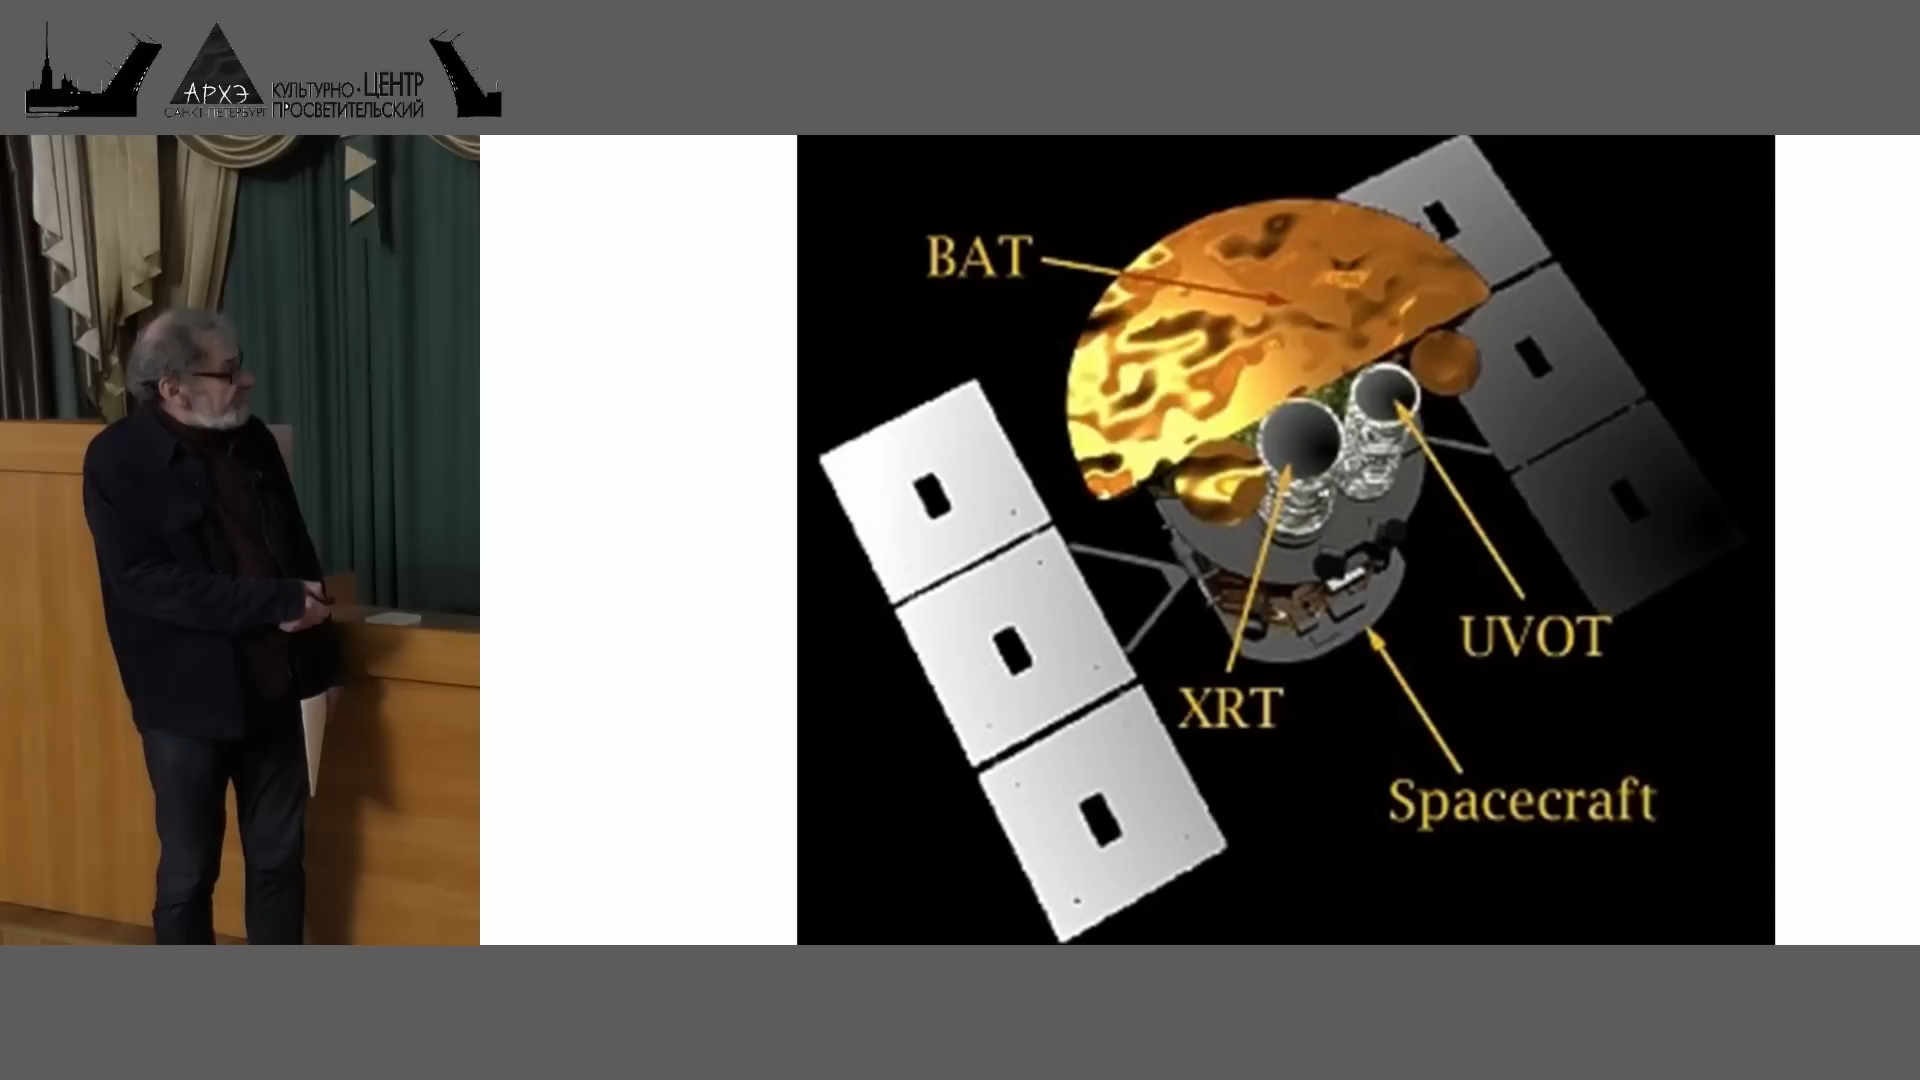 АРХЭ
САНКТ-ПЕТЕРБУРГ
КУЛЬТУРНО-ЦЕНТР
ПРОСВЕТИТЕЛЬСКИЙ
BAT
UVOT
XRT
Spacecraft